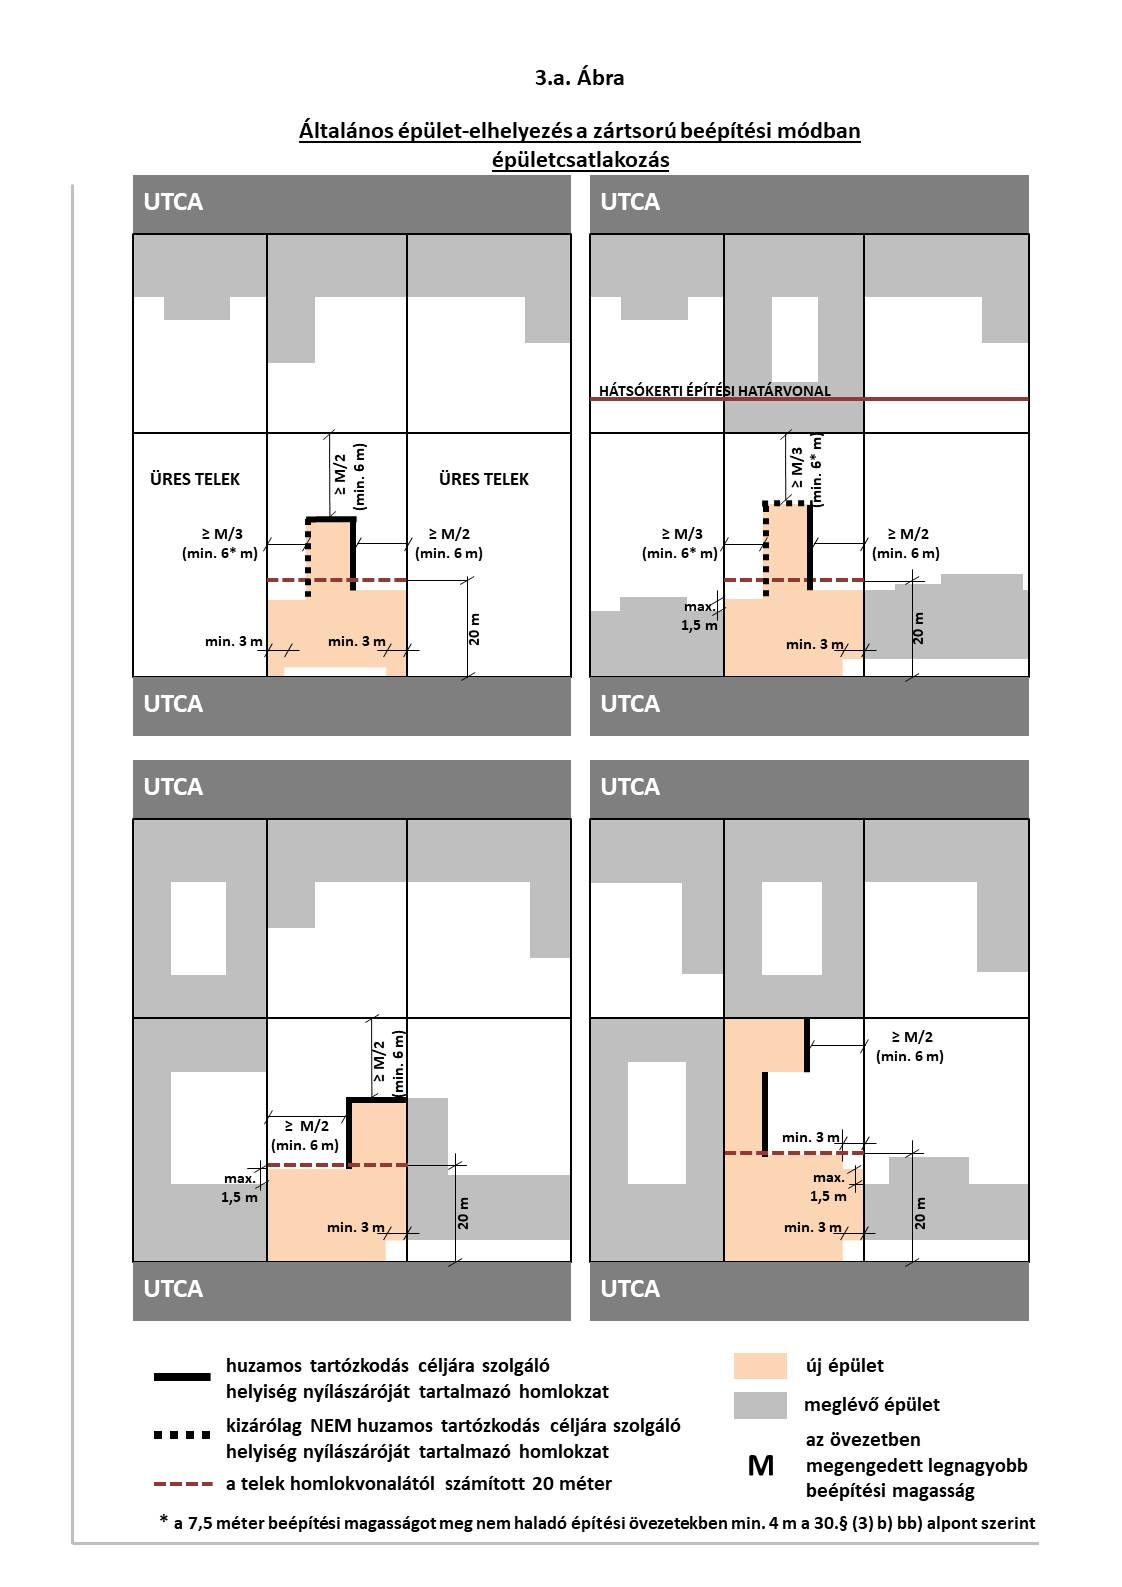 3.a. Ábra
Általános épület-elhelyezés a zártsorú beépítési módban
épületcsatlakozás
UTCA
ÜRES TELEK
ÜRES TELEK
≥ M/2
(min. 6 m)
≥ M/3
(min. 6* m)
≥ M/2
(min. 6 m)
min. 3 m
min. 3 m
20 m
UTCA
UTCA
HÁTSÓKERTI ÉPÍTÉSI HATÁRVONAL
≥ M/3
(min. 6* m)
≥ M/3
(min. 6* m)
≥ M/2
(min. 6 m)
max.
1,5 m
min. 3 m
20 m
UTCA
UTCA
≥ M/2
(min. 6 m)
≥ M/2
(min. 6 m)
max.
1,5 m
min. 3 m
20 m
UTCA
UTCA
≥ M/2
(min. 6 m)
min. 3 m
max.
1,5 m
min. 3 m
20 m
UTCA
huzamos tartózkodás céljára szolgáló
helyiség nyílászáróját tartalmazó homlokzat
kizárólag NEM huzamos tartózkodás céljára szolgáló
helyiség nyílászáróját tartalmazó homlokzat
a telek homlokvonalától számított 20 méter
új épület
meglévő épület
az övezetben
M megengedett legnagyobb
beépítési magasság
* a 7,5 méter beépítési magasságot meg nem haladó építési övezetekben min. 4 m a 30.§ (3) b) bb) alpont szerint